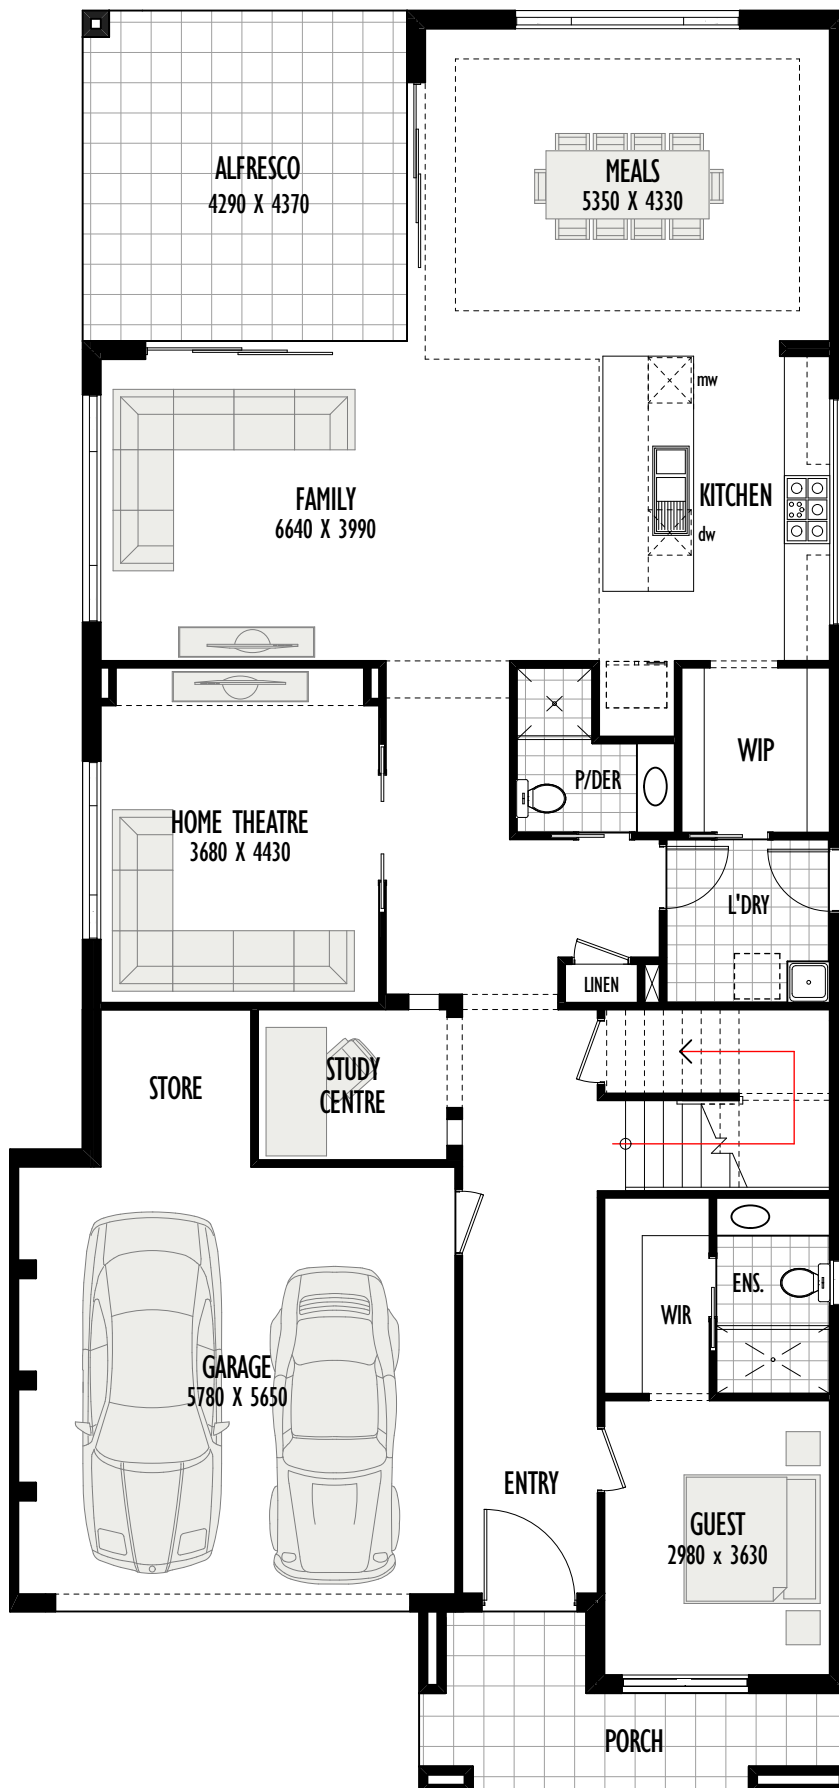 ALFRESCO
4290 X 4370
MEALS
5350 X 4330
mw
KITCHEN
dw
FAMILY
6640 X 3990
WIP
P/DER
HOME THEATRE
3680 X 4430
L'DRY
LINEN
STORE
STUDY
CENTRE
ENS.
WIR
GARAGE
5780 X 5650
ENTRY
GUEST
2980 x 3630
PORCH